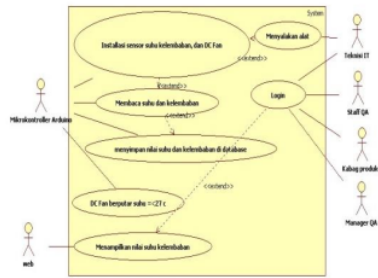 System
Installasi sensor suhu kelembaban, dan DC Fan
Menyalakan alat
<<extend>>
Teknisi IT
<<extend>>
Login
Membaca suhu dan kelembaban
Staff QA
Mikrokontroller Arduino
<<extend>>
menyimpan nilai suhu dan kelembaban di database
Kabag produksi
<<extend>>
DC Fan berputar suhu =<27 c
Manager QA
Menampilkan nilai suhu kelembaban
web